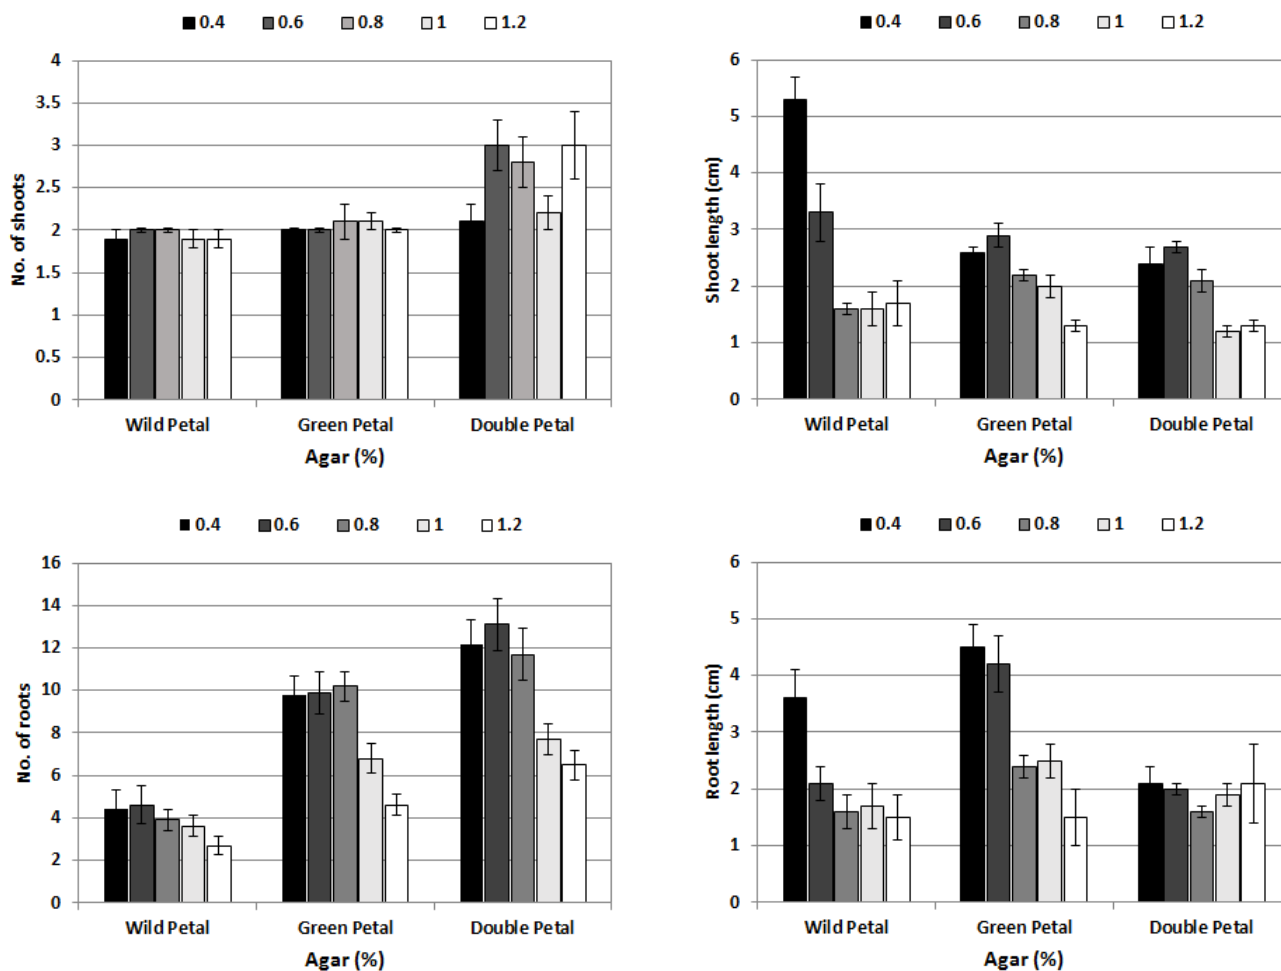 0.4 0.6 0.8 1 1.2
4
3.5
3
2.5
2
1.5
1
0.5
0
No. of shoots
Wild Petal Green Petal Double Petal
Agar (%)
0.4 0.6 0.8 1 1.2
6
5
4
3
2
1
0
Shoot length (cm)
Wild Petal Green Petal Double Petal
Agar (%)
0.4 0.6 0.8 1 1.2
16
14
12
10
8
6
4
2
0
No. of roots
Wild Petal Green Petal Double Petal
Agar (%)
0.4 0.6 0.8 1 1.2
6
5
4
3
2
1
0
Root length (cm)
Wild Petal Green Petal Double Petal
Agar (%)